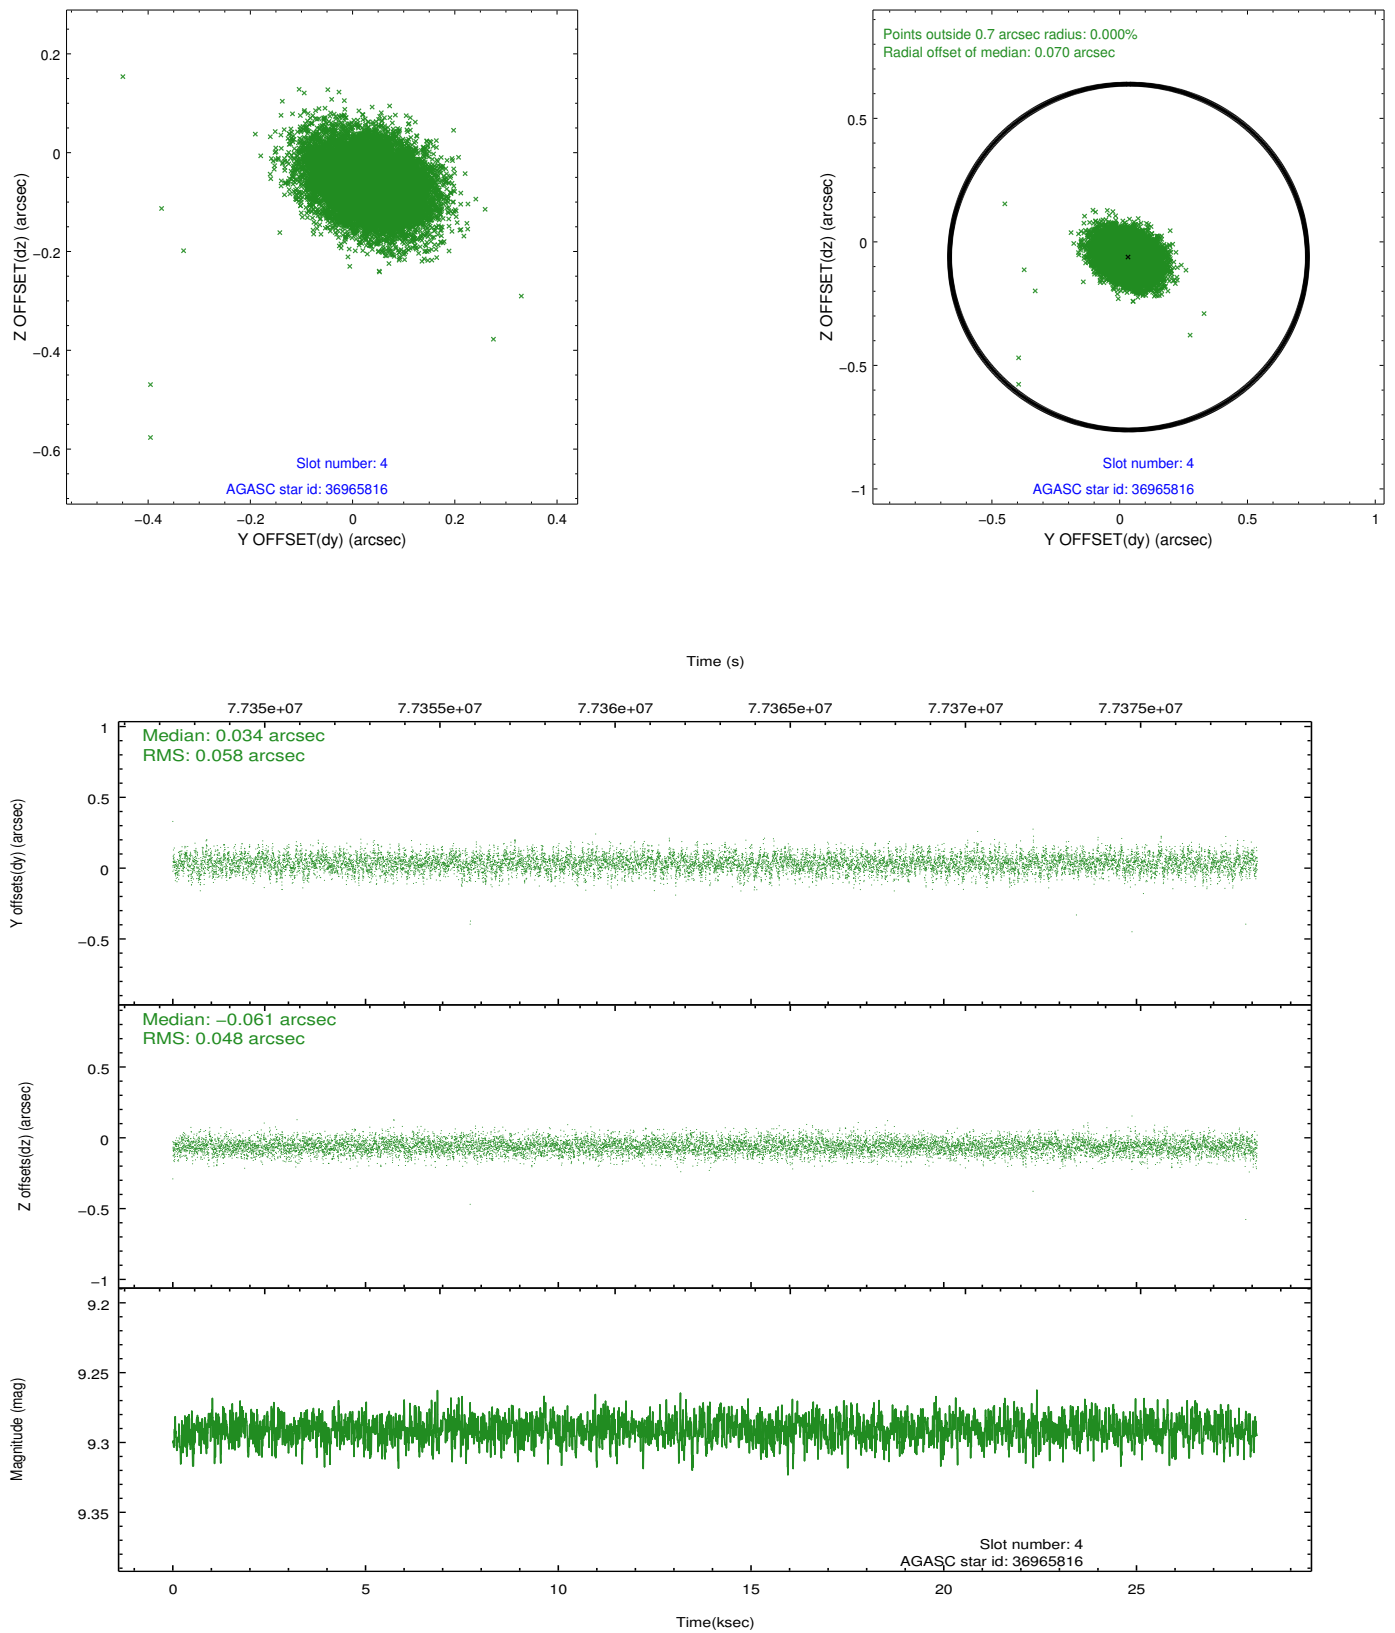 0.2
0
−0.2
−0.4
−0.6
Z OFFSET(dz) (arcsec)
Slot number: 4
AGASC star id: 36965816
−0.4
−0.2
0
0.2
0.4
Y OFFSET(dy) (arcsec)
Points outside 0.7 arcsec radius: 0.000%
Radial offset of median: 0.070 arcsec
0.5
0
−0.5
−1
Z OFFSET(dz) (arcsec)
Slot number: 4
AGASC star id: 36965816
−0.5
0
0.5
1
Y OFFSET(dy) (arcsec)
Time (s)
7.735e+07
7.7355e+07
7.736e+07
7.7365e+07
7.737e+07
7.7375e+07
Median: 0.034 arcsec
RMS: 0.058 arcsec
1
0.5
0
−0.5
Y offsets(dy) (arcsec)
Median: −0.061 arcsec
RMS: 0.048 arcsec
0.5
0
−0.5
−1
Z offsets(dz) (arcsec)
9.2
9.25
9.3
9.35
Magnitude (mag)
Slot number: 4
AGASC star id: 36965816
0
5
10
15
20
25
Time(ksec)